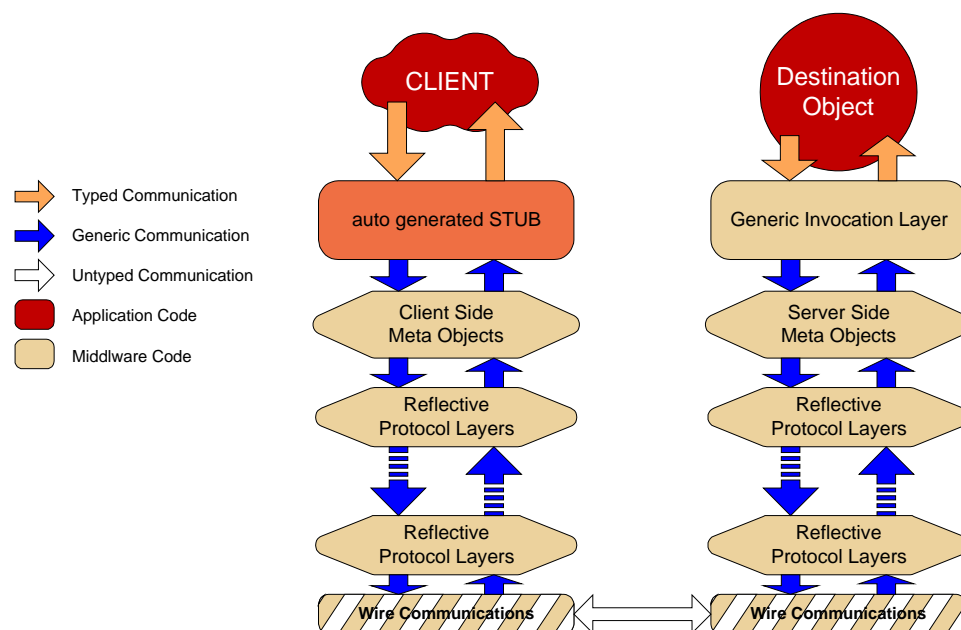 CLIENT
Destination
Object
Typed Communication
Generic Communication
Untyped Communication
Application Code
Middlware Code
auto generated STUB
Generic Invocation Layer
Client Side
Meta Objects
Server Side
Meta Objects
Reflective
Protocol Layers
Reflective
Protocol Layers
Reflective
Protocol Layers
Reflective
Protocol Layers
Wire Communications
Wire Communications